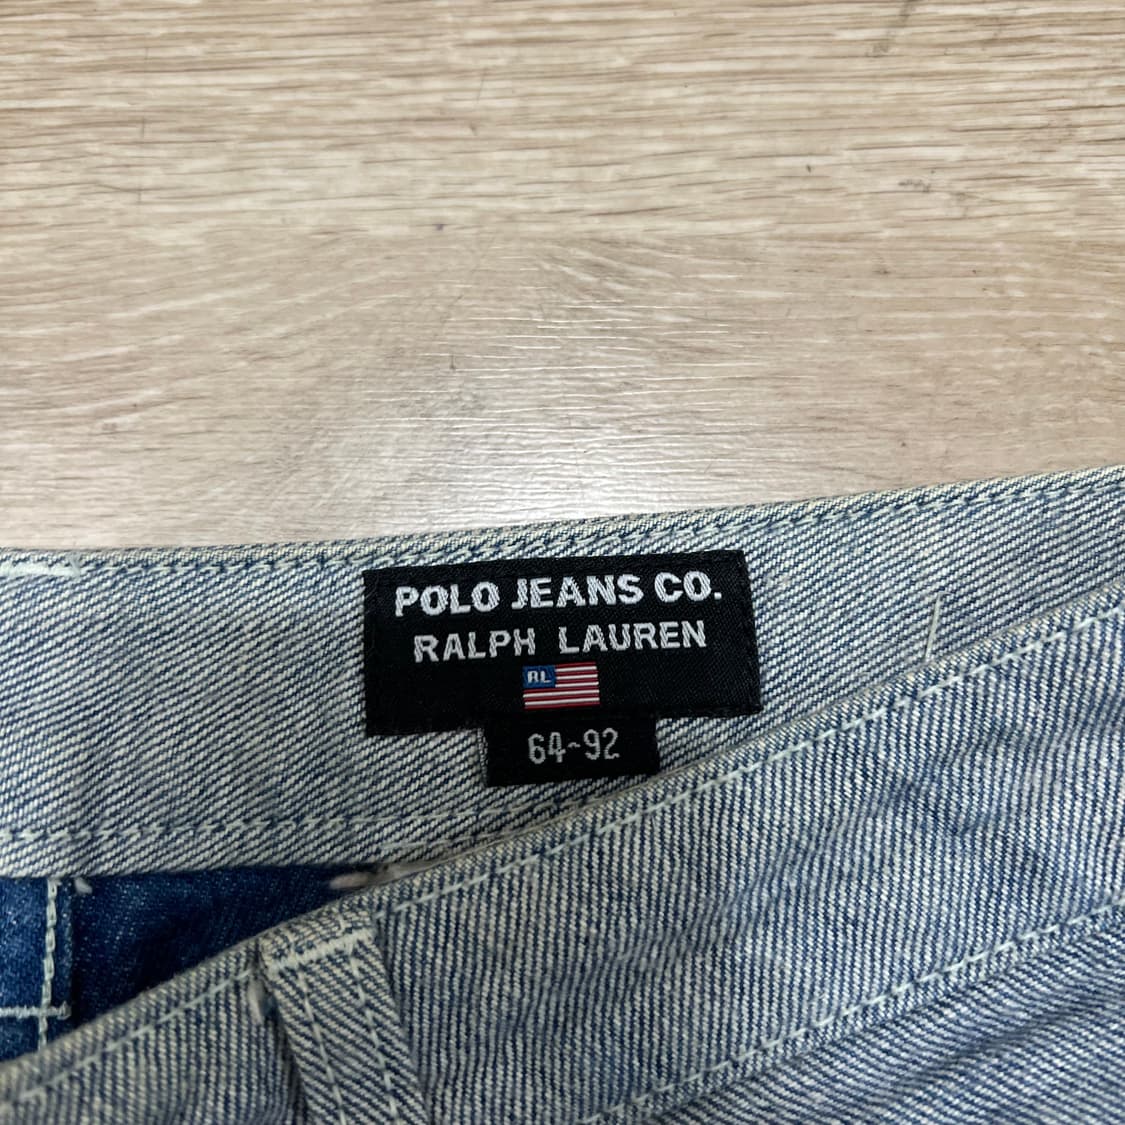 POLO JEANS CO.
RALPH LAUREN
RL
64-92